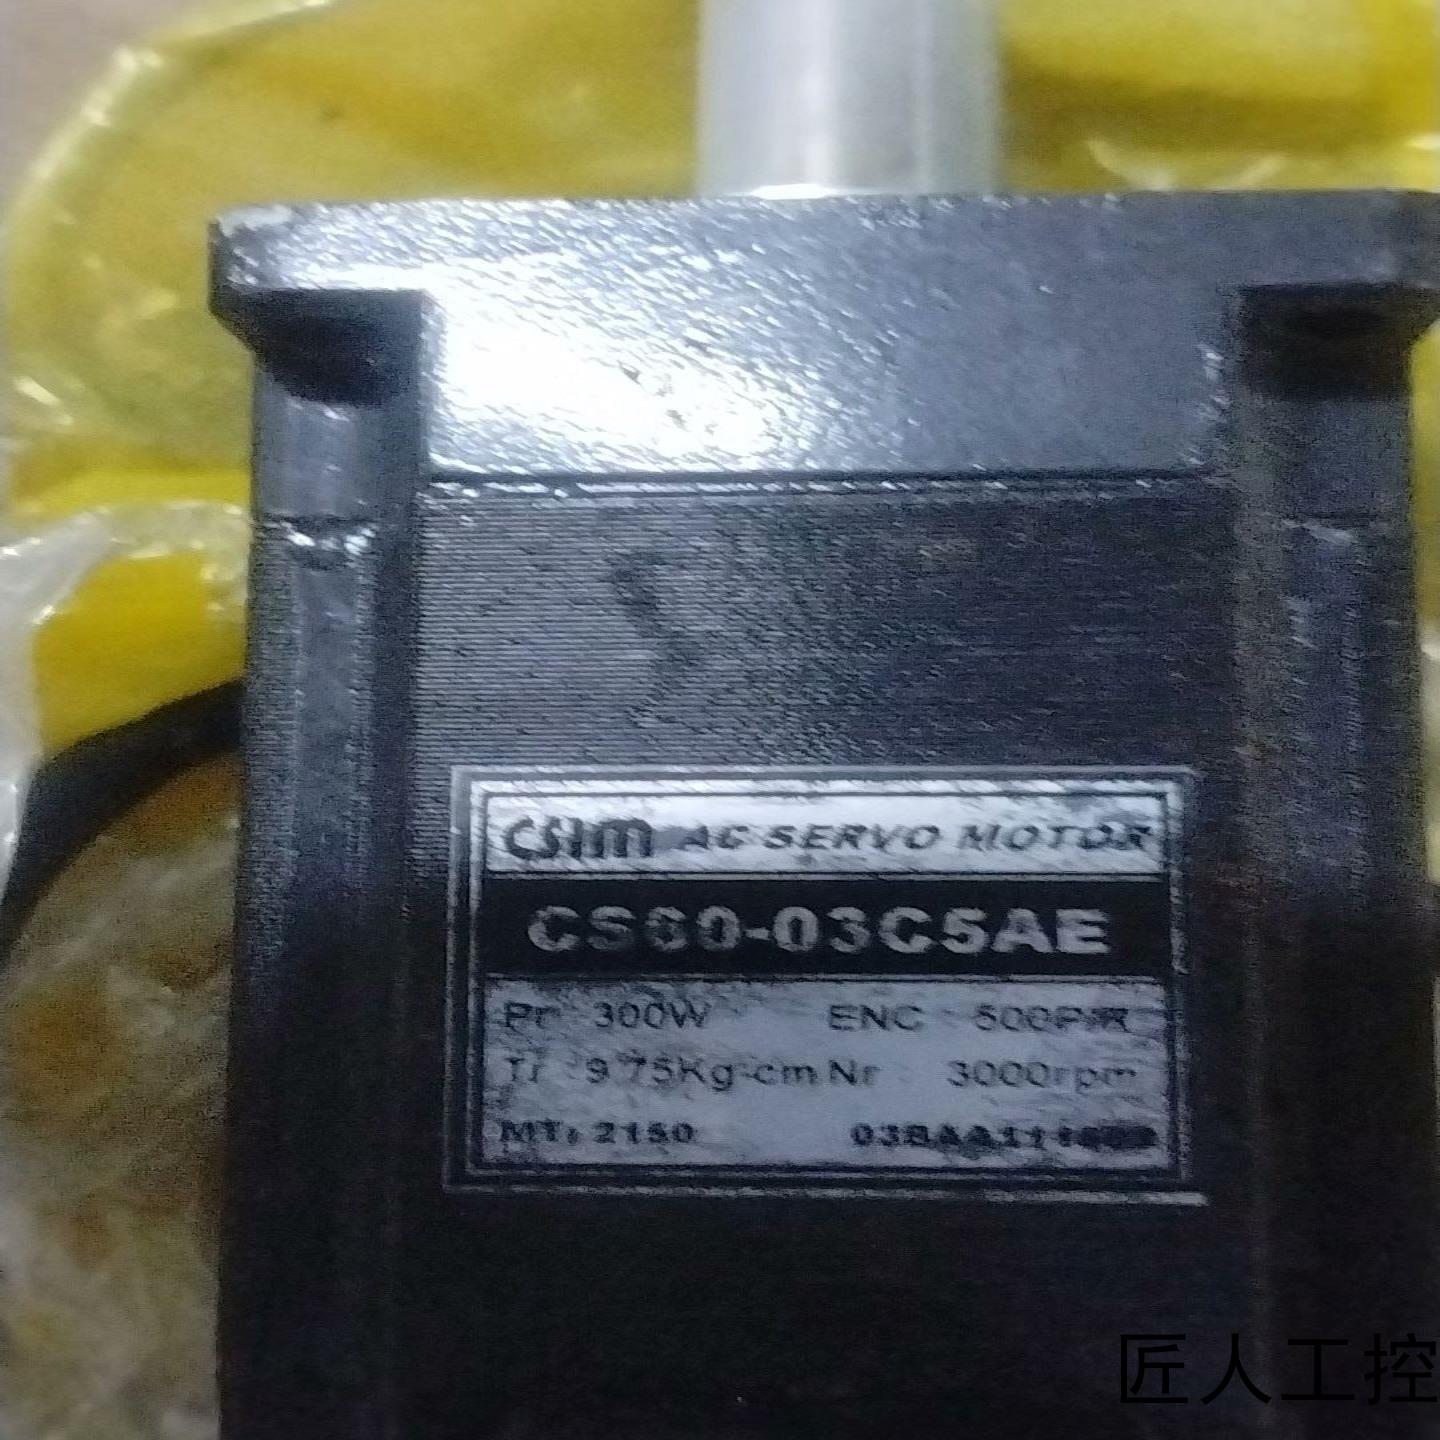 csim AC SERVO MOTOR
CS60-03C5AE
Pr 300W ENC 500P/R
Tr 9.75Kg-cm Nr 3000rpm
MT: 2150
匠人工控